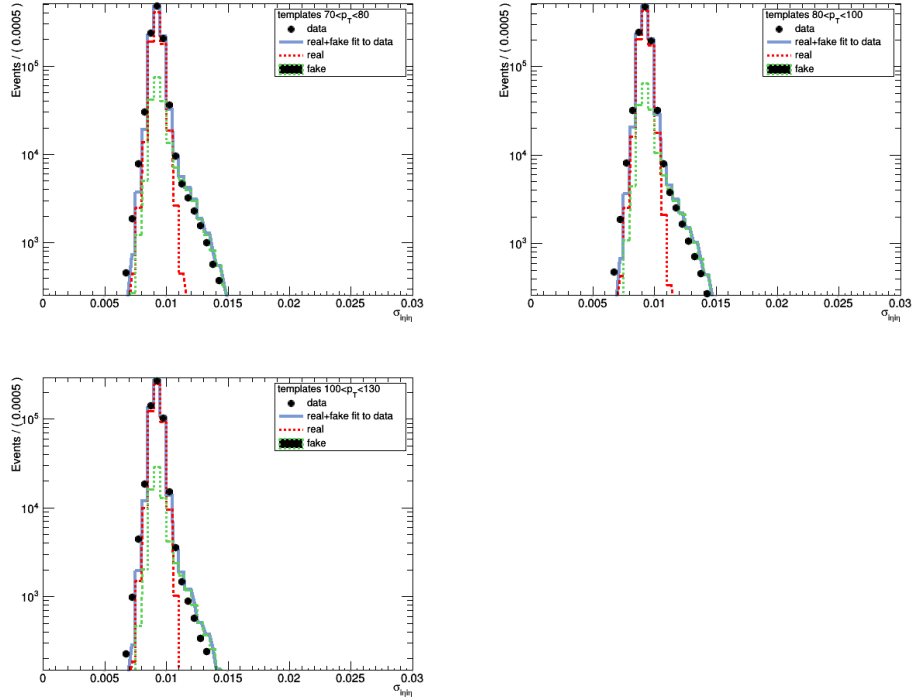 templates 70<p_T<80
data
real+fake fit to data
real
fake
Events / ( 0.0005 )
10^5
10^4
10^3
0 0.005 0.01 0.015 0.02 0.025 0.03
σ_iηiη
templates 80<p_T<100
data
real+fake fit to data
real
fake
Events / ( 0.0005 )
10^5
10^4
10^3
0 0.005 0.01 0.015 0.02 0.025 0.03
σ_iηiη
templates 100<p_T<130
data
real+fake fit to data
real
fake
Events / ( 0.0005 )
10^5
10^4
10^3
0 0.005 0.01 0.015 0.02 0.025 0.03
σ_iηiη